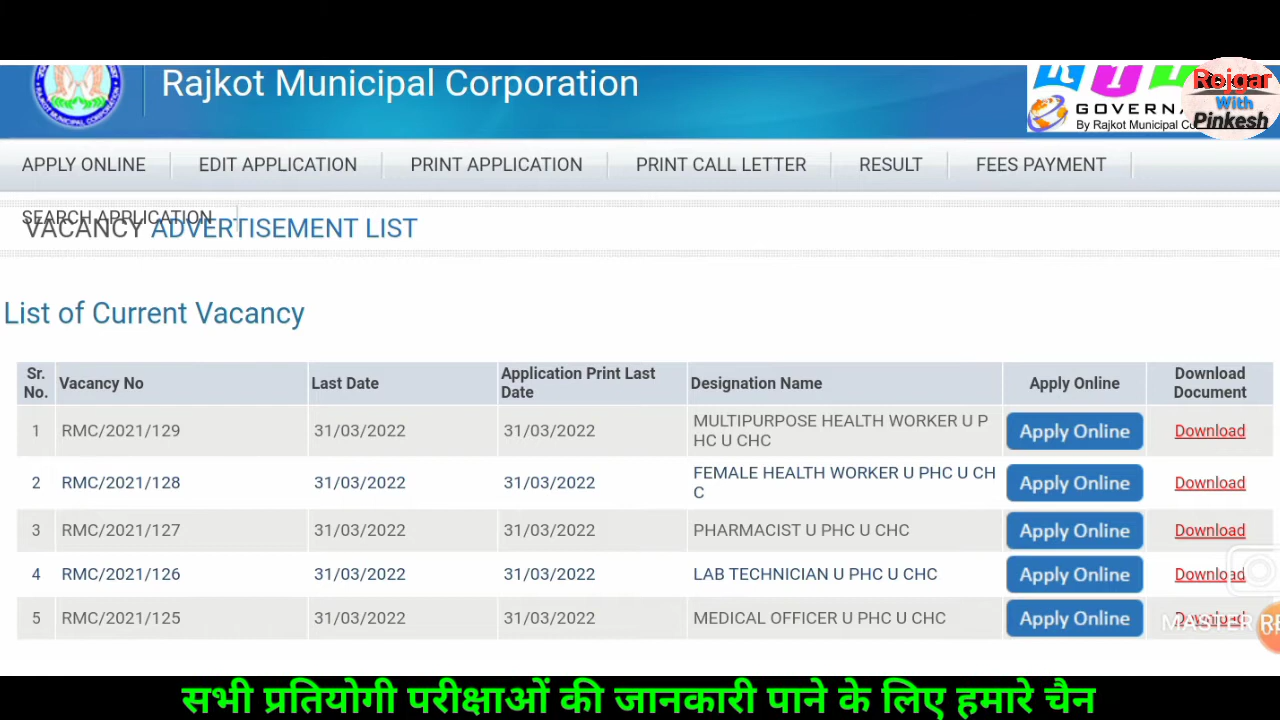 Rajkot Municipal Corporation
GOVERNA
By Rajkot Municipal Co
Rojgar
With
Pinkesh
APPLY ONLINE EDIT APPLICATION PRINT APPLICATION PRINT CALL LETTER RESULT FEES PAYMENT
SEARCH APPLICATION
VACANCY ADVERTISEMENT LIST
List of Current Vacancy
Sr. No. Vacancy No Last Date Application Print Last Date Designation Name Apply Online Download Document
1 RMC/2021/129 31/03/2022 31/03/2022 MULTIPURPOSE HEALTH WORKER U P
HC U CHC Apply Online Download
2 RMC/2021/128 31/03/2022 31/03/2022 FEMALE HEALTH WORKER U PHC U CH
C Apply Online Download
3 RMC/2021/127 31/03/2022 31/03/2022 PHARMACIST U PHC U CHC Apply Online Download
4 RMC/2021/126 31/03/2022 31/03/2022 LAB TECHNICIAN U PHC U CHC Apply Online Download
5 RMC/2021/125 31/03/2022 31/03/2022 MEDICAL OFFICER U PHC U CHC Apply Online Download
MASTER RE
सभी प्रतियोगी परीक्षाओं की जानकारी पाने के लिए हमारे चैन